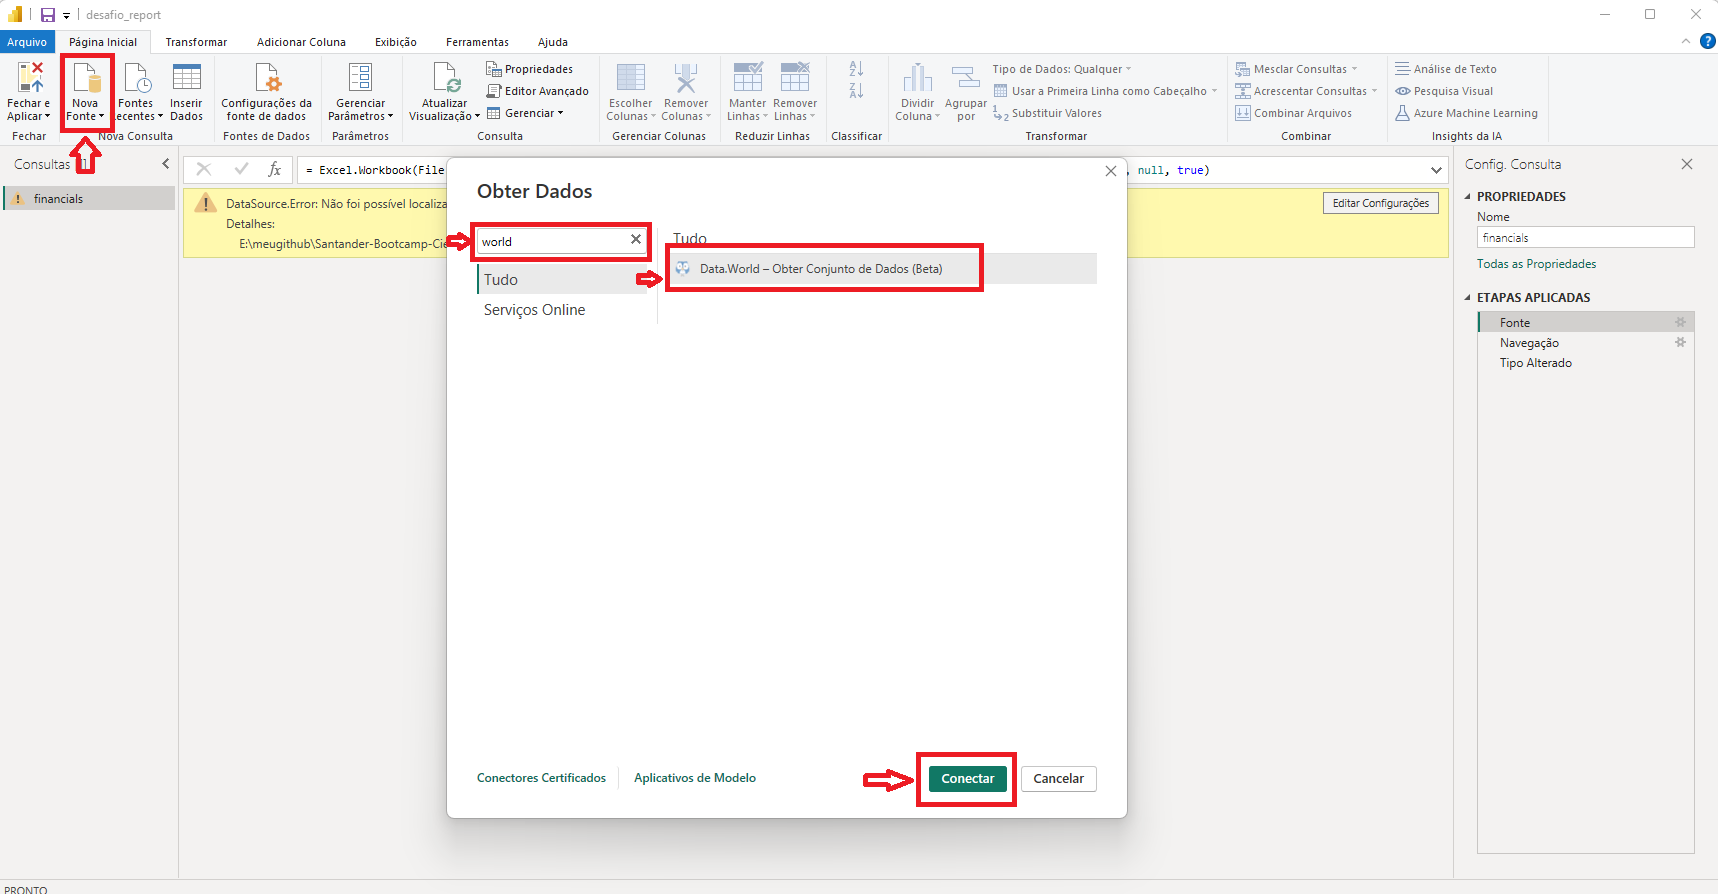 desafio_report
Arquivo
Página Inicial
Transformar
Adicionar Coluna
Exibição
Ferramentas
Ajuda
Fechar e
Aplicar
Fechar
Nova
Fonte
Fontes
Recentes
Inserir
Dados
Nova Consulta
Configurações da
fonte de dados
Fontes de Dados
Gerenciar
Parâmetros
Parâmetros
Atualizar
Visualização
Propriedades
Editor Avançado
Gerenciar
Consulta
Escolher
Colunas
Remover
Colunas
Gerenciar Colunas
Manter
Linhas
Remover
Linhas
Reduzir Linhas
Classificar
Dividir
Coluna
Agrupar
por
Tipo de Dados: Qualquer
Usar a Primeira Linha como Cabeçalho
Substituir Valores
Transformar
Mesclar Consultas
Acrescentar Consultas
Combinar Arquivos
Combinar
Análise de Texto
Pesquisa Visual
Azure Machine Learning
Insights da IA
Consultas
financials
= Excel.Workbook(File
, null, true)
DataSource.Error: Não foi possível localiza
Detalhes:
E:\meugithub\Santander-Bootcamp-Cie
Editar Configurações
Obter Dados
world
Tudo
Serviços Online
Tudo
Data.World – Obter Conjunto de Dados (Beta)
Conectores Certificados
Aplicativos de Modelo
Conectar
Cancelar
Config. Consulta
PROPRIEDADES
Nome
financials
Todas as Propriedades
ETAPAS APLICADAS
Fonte
Navegação
Tipo Alterado
PRONTO